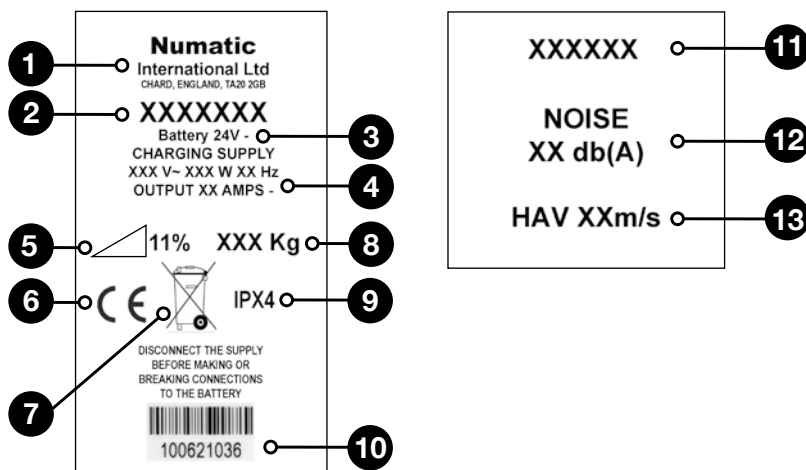 Numatic
International Ltd
CHARD, ENGLAND, TA20 2GB
XXXXXXX
Battery 24V -
CHARGING SUPPLY
XXX V~ XXX W XX Hz
OUTPUT XX AMPS -
11%
XXX Kg
CE
IPX4
DISCONNECT THE SUPPLY
BEFORE MAKING OR
BREAKING CONNECTIONS
TO THE BATTERY
100621036
1
2
3
4
5
6
7
8
9
10
XXXXXX
NOISE
XX db(A)
HAV XXm/s
11
12
13